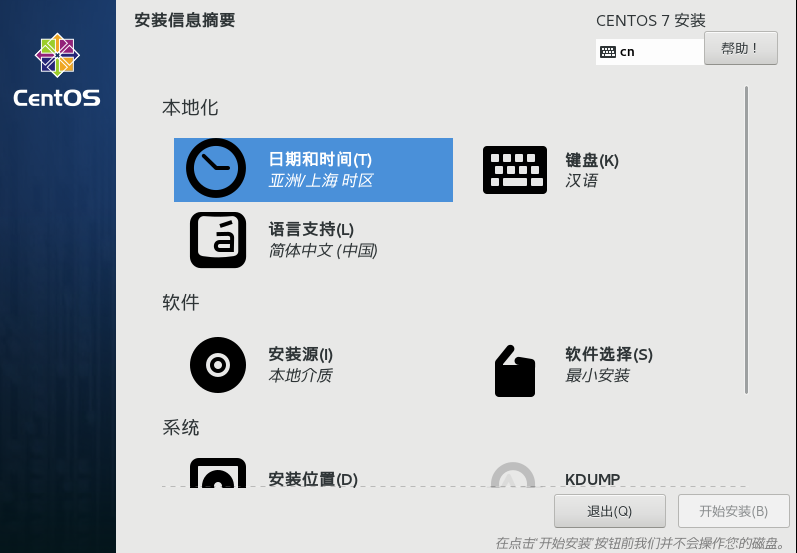 安装信息摘要
CENTOS 7 安装
cn
帮助！
CentOS
本地化
日期和时间(T)
亚洲/上海 时区
键盘(K)
汉语
á
语言支持(L)
简体中文 (中国)
软件
安装源(I)
本地介质
软件选择(S)
最小安装
系统
安装位置(D)
KDUMP
退出(Q)
开始安装(B)
在点击“开始安装”按钮前我们并不会操作您的磁盘。